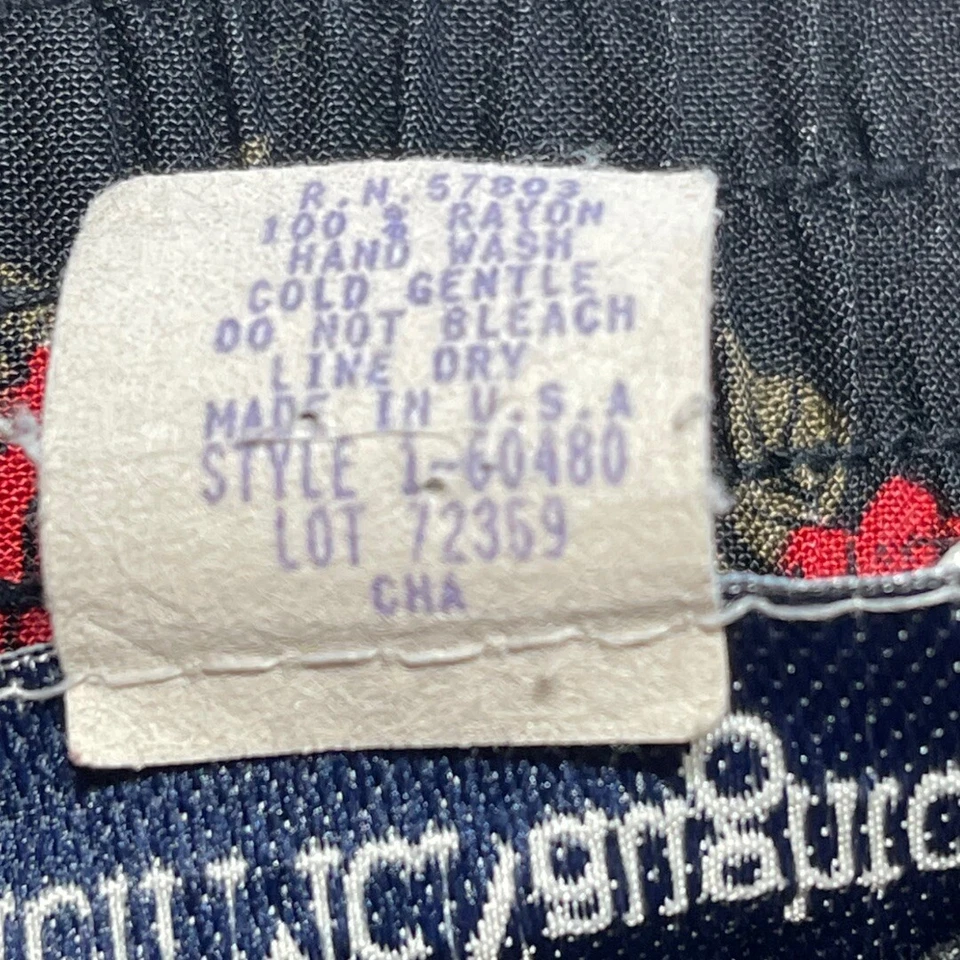 R.N. 57803
100 % RAYON
HAND WASH
COLD GENTLE
DO NOT BLEACH
LINE DRY
MADE IN U.S.A
STYLE 1-60480
LOT 72359
CHA